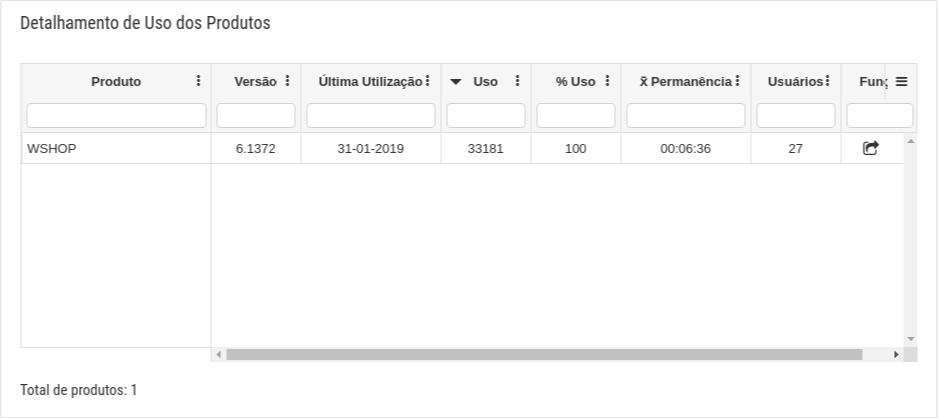 Detalhamento de Uso dos Produtos
Produto Versão Última Utilização Uso % Uso x̄ Permanência Usuários Funç
WSHOP 6.1372 31-01-2019 33181 100 00:06:36 27
Total de produtos: 1